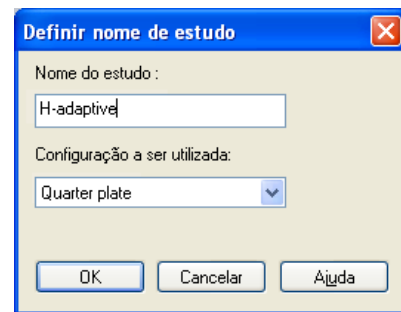 Definir nome de estudo
Nome do estudo :
H-adaptive
Configuração a ser utilizada:
Quarter plate
OK Cancelar Ajuda